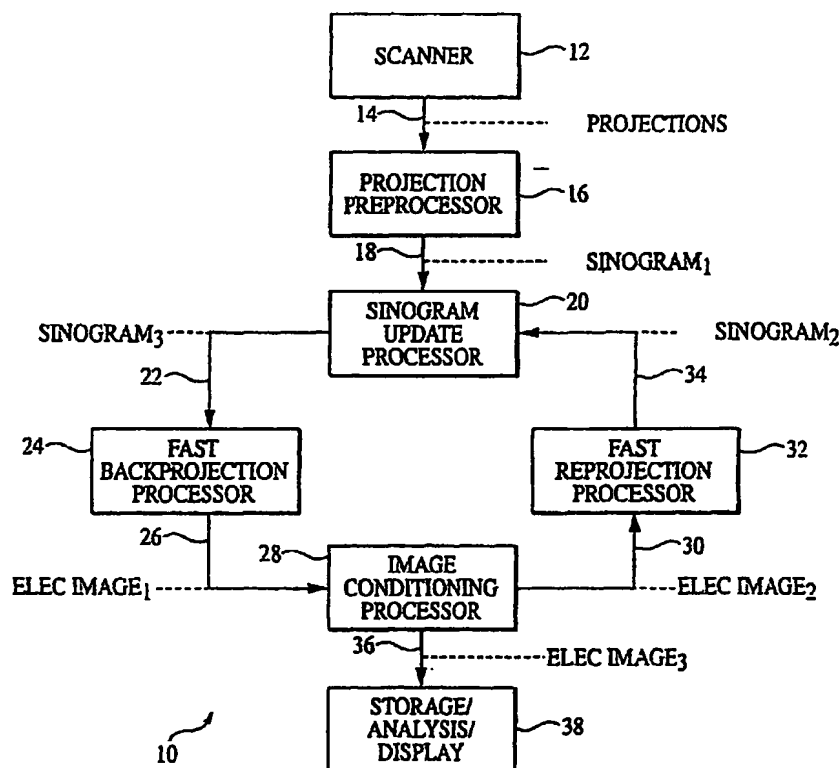 SCANNER
12
14
PROJECTIONS
PROJECTION
PREPROCESSOR
16
18
SINOGRAM₁
20
SINOGRAM
UPDATE
PROCESSOR
SINOGRAM₃
SINOGRAM₂
22
34
24
FAST
BACKPROJECTION
PROCESSOR
FAST
REPROJECTION
PROCESSOR
32
26
28
IMAGE
CONDITIONING
PROCESSOR
30
ELEC IMAGE₁
ELEC IMAGE₂
36
ELEC IMAGE₃
STORAGE/
ANALYSIS/
DISPLAY
38
10